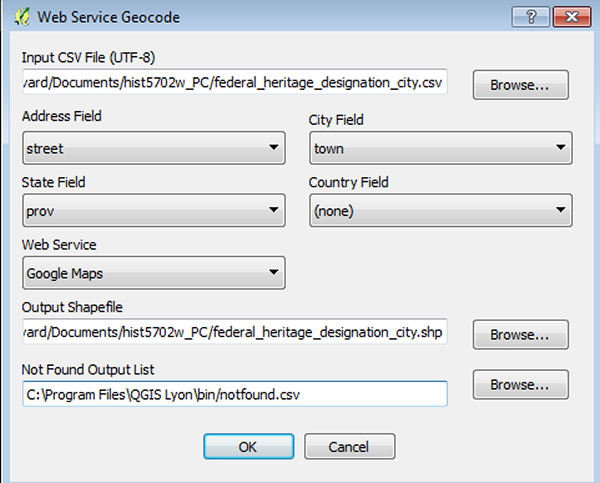 Web Service Geocode
Input CSV File (UTF-8)
/ard/Documents/hist5702w_PC/federal_heritage_designation_city.csv
Browse...
Address Field
City Field
street
town
State Field
Country Field
prov
(none)
Web Service
Google Maps
Output Shapefile
/ard/Documents/hist5702w_PC/federal_heritage_designation_city.shp
Browse...
Not Found Output List
C:\Program Files\QGIS Lyon\bin/notfound.csv
Browse...
OK
Cancel